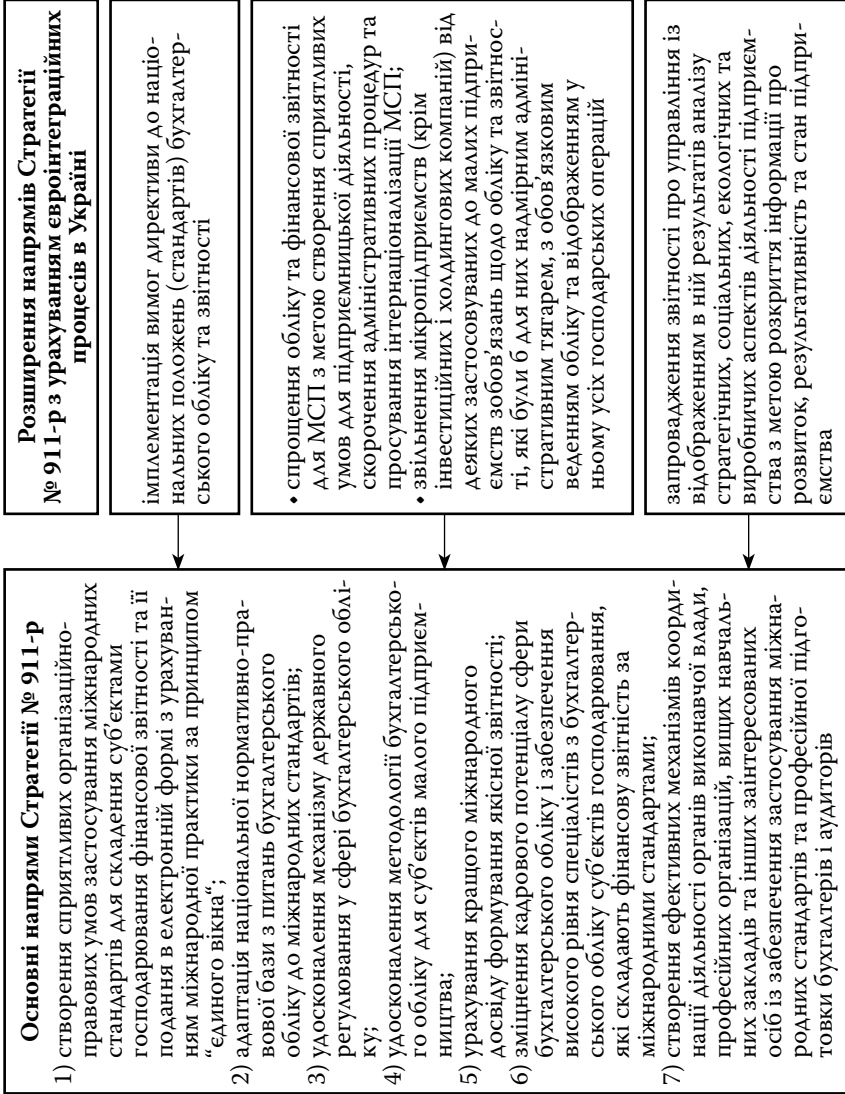 Основні напрями Стратегії № 911-р
1) створення сприятливих організаційно-
правових умов застосування міжнародних
стандартів для складення суб’єктами
господарювання фінансової звітності та її
подання в електронній формі з урахуван-
ням міжнародної практики за принципом
“єдиного вікна“;
2) адаптація національної нормативно-пра-
вової бази з питань бухгалтерського
обліку до міжнародних стандартів;
3) удосконалення механізму державного
регулювання у сфері бухгалтерського облі-
ку;
4) удосконалення методології бухгалтерсько-
го обліку для суб’єктів малого підприєм-
ництва;
5) урахування кращого міжнародного
досвіду формування якісної звітності;
6) зміцнення кадрового потенціалу сфери
бухгалтерського обліку і забезпечення
високого рівня спеціалістів з бухгалтер-
ського обліку суб’єктів господарювання,
які складають фінансову звітність за
міжнародними стандартами;
7) створення ефективних механізмів коорди-
нації діяльності органів виконавчої влади,
професійних організацій, вищих навчаль-
них закладів та інших заінтересованих
осіб із забезпечення застосування міжна-
родних стандартів та професійної підго-
товки бухгалтерів і аудиторів
Розширення напрямів Стратегії
№ 911-р з урахуванням євроінтеграційних
процесів в Україні
імплементація вимог директиви до націо-
нальних положень (стандартів) бухгалтер-
ського обліку та звітності
• спрощення обліку та фінансової звітності
для МСП з метою створення сприятливих
умов для підприємницької діяльності,
скорочення адміністративних процедур та
просування інтернаціоналізації МСП;
• звільнення мікропідприємств (крім
інвестиційних і холдингових компаній) від
деяких застосовуваних до малих підпри-
ємств зобов’язань щодо обліку та звітнос-
ті, які були б для них надмірним адміні-
стративним тягарем, з обов’язковим
веденням обліку та відображенням у
ньому усіх господарських операцій
запровадження звітності про управління із
відображенням в ній результатів аналізу
стратегічних, соціальних, екологічних та
виробничих аспектів діяльності підприєм-
ства з метою розкриття інформації про
розвиток, результативність та стан підпри-
ємства